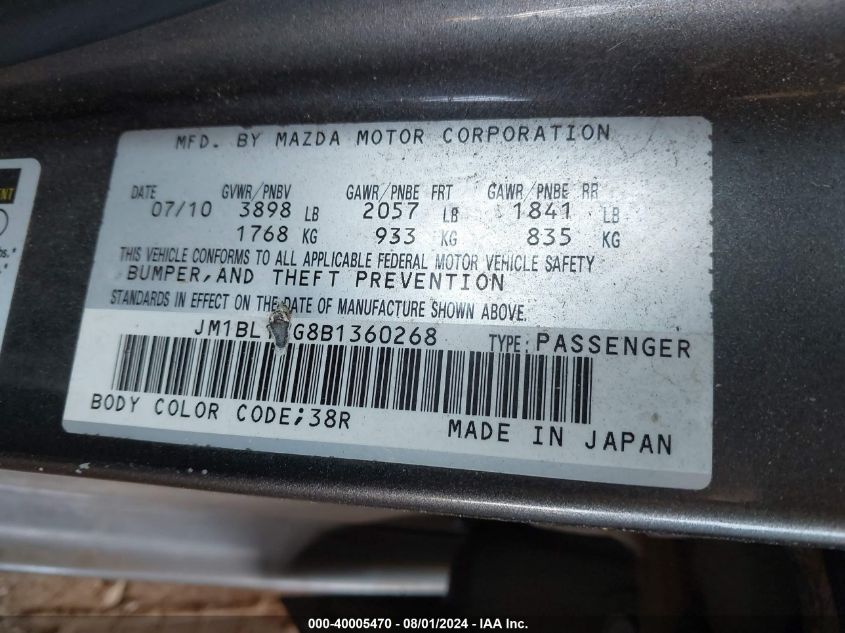 MFD. BY MAZDA MOTOR CORPORATION
DATE GVWR/PNBV GAWR/PNBE FRT GAWR/PNBE RR
07/10 3898 LB 2057 LB 1841 LB
1768 KG 933 KG 835 KG
THIS VEHICLE CONFORMS TO ALL APPLICABLE FEDERAL MOTOR VEHICLE SAFETY
BUMPER, AND THEFT PREVENTION
STANDARDS IN EFFECT ON THE DATE OF MANUFACTURE SHOWN ABOVE.
TYPE: PASSENGER
BODY COLOR CODE;38R
MADE IN JAPAN
000-40005470 - 08/01/2024 - IAA Inc.